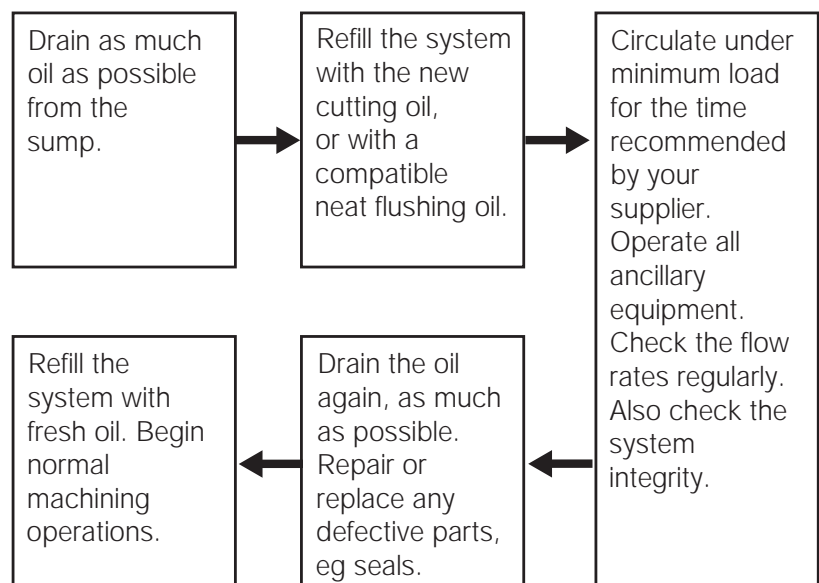 Drain as much
oil as possible
from the
sump.
Refill the system
with the new
cutting oil,
or with a
compatible
neat flushing oil.
Circulate under
minimum load
for the time
recommended
by your
supplier.
Operate all
ancillary
equipment.
Check the flow
rates regularly.
Also check the
system
integrity.
Drain the oil
again, as much
as possible.
Repair or
replace any
defective parts,
eg seals.
Refill the
system with
fresh oil. Begin
normal
machining
operations.